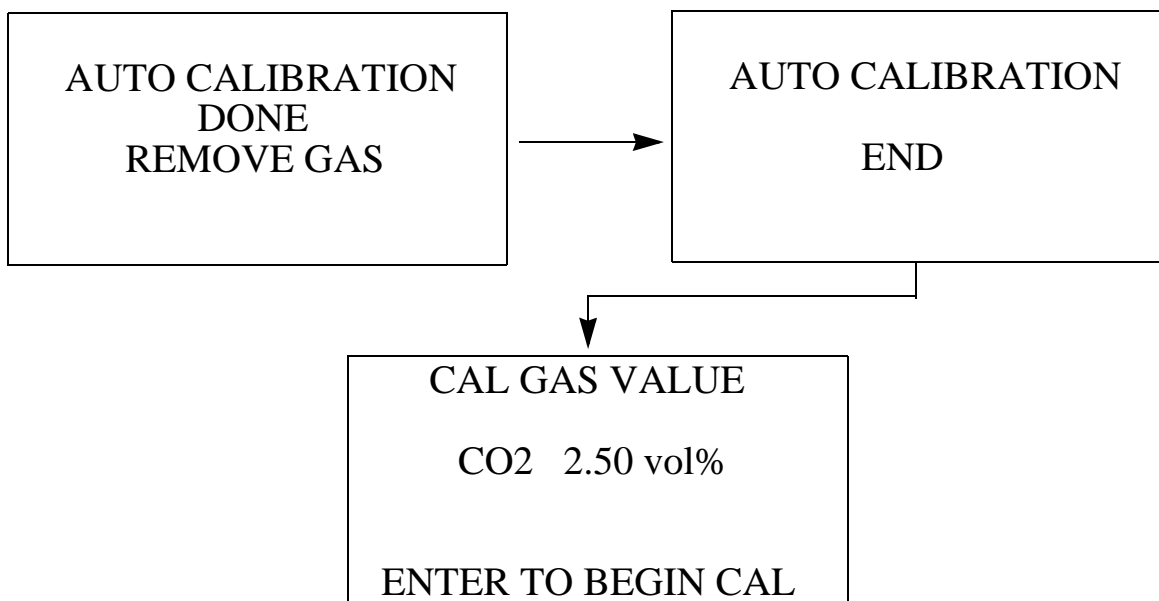 AUTO CALIBRATION
DONE
REMOVE GAS
AUTO CALIBRATION
END
CAL GAS VALUE
CO2 2.50 vol%
ENTER TO BEGIN CAL